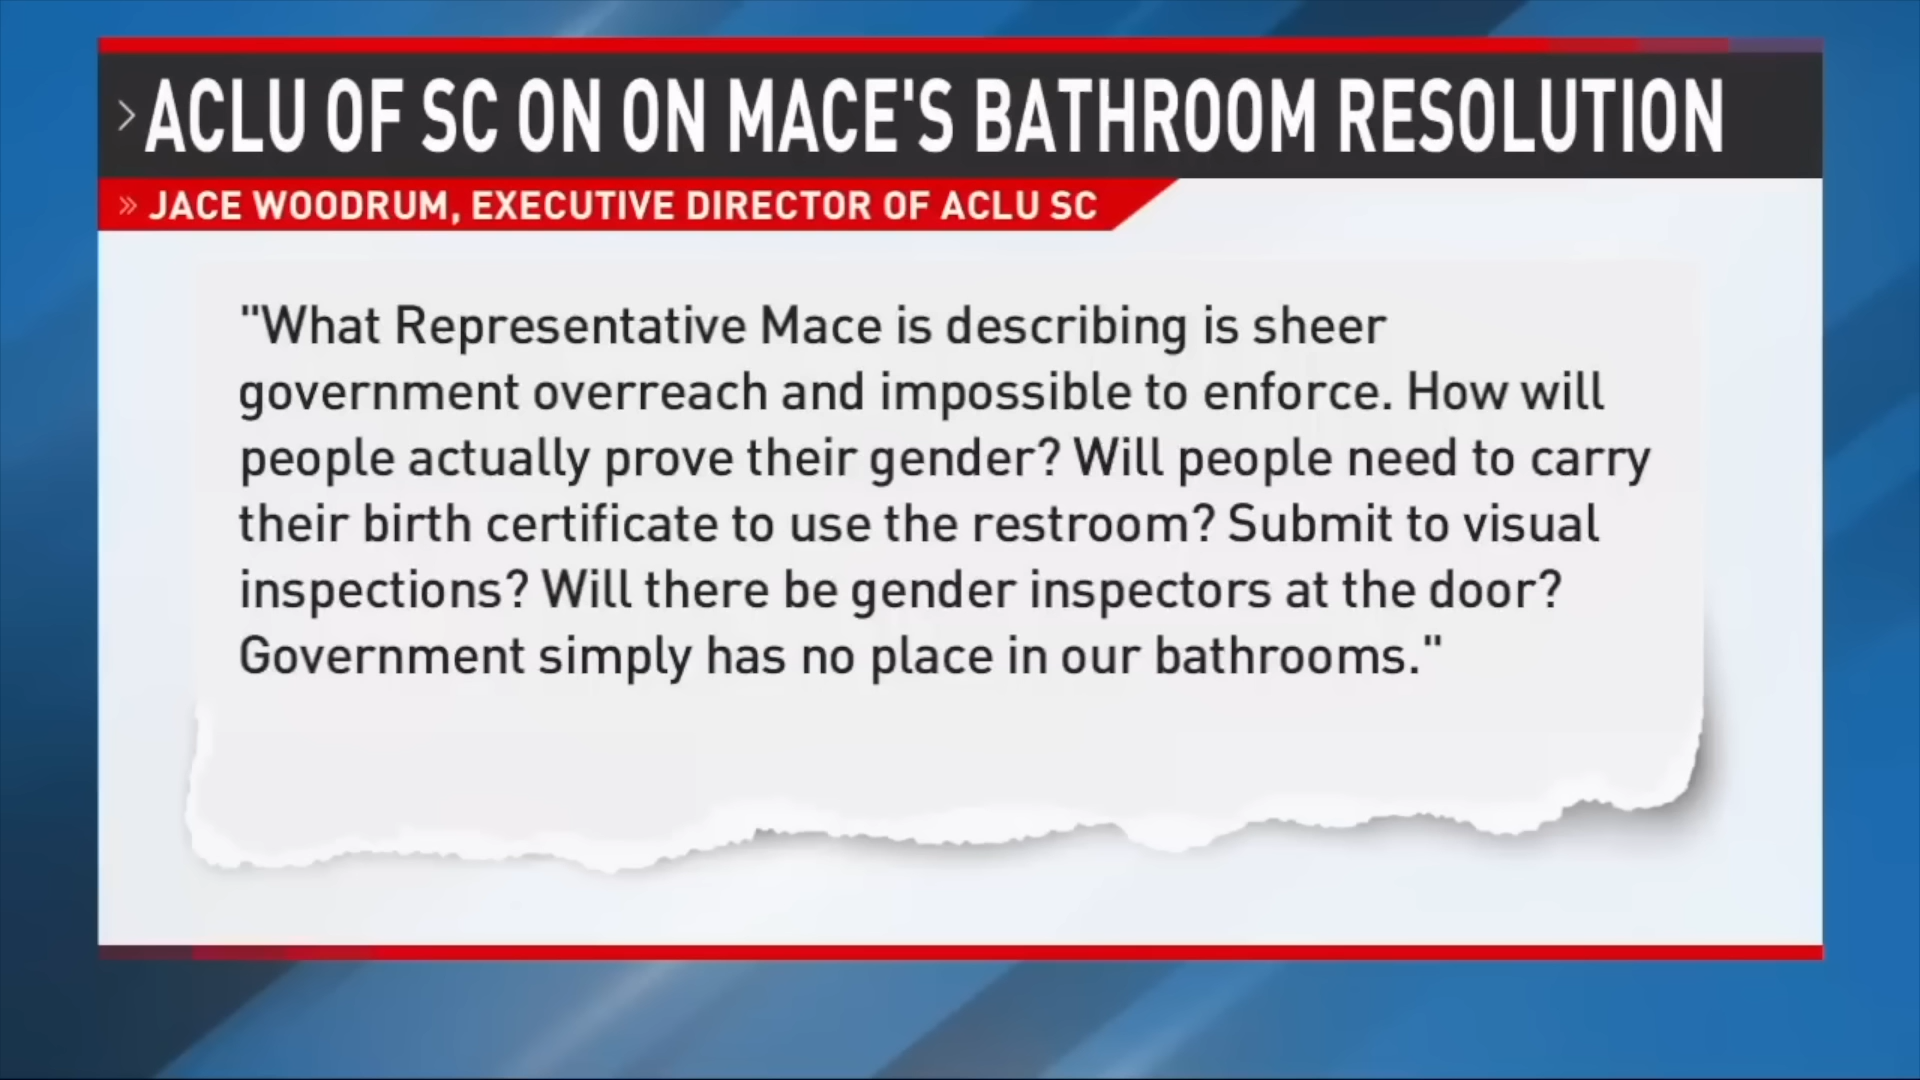 ACLU OF SC ON ON MACE'S BATHROOM RESOLUTION
JACE WOODRUM, EXECUTIVE DIRECTOR OF ACLU SC
"What Representative Mace is describing is sheer
government overreach and impossible to enforce. How will
people actually prove their gender? Will people need to carry
their birth certificate to use the restroom? Submit to visual
inspections? Will there be gender inspectors at the door?
Government simply has no place in our bathrooms."